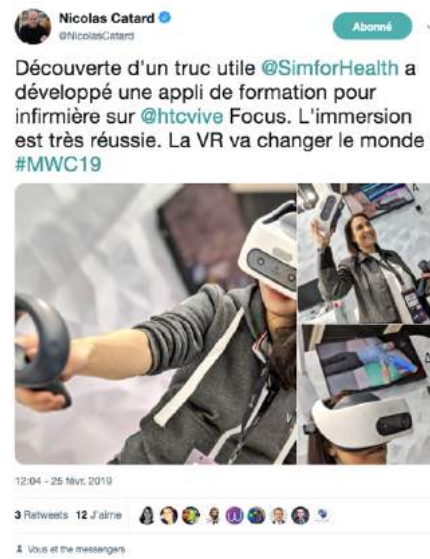 Nicolas Catard
@NicolasCatard
Abonné
Découverte d'un truc utile @SimforHealth a
développé une appli de formation pour
infirmière sur @htcvive Focus. L'immersion
est très réussie. La VR va changer le monde
#MWC19
12:04 - 25 févr. 2019
3 Retweets 12 J'aime
Vous et the messengers